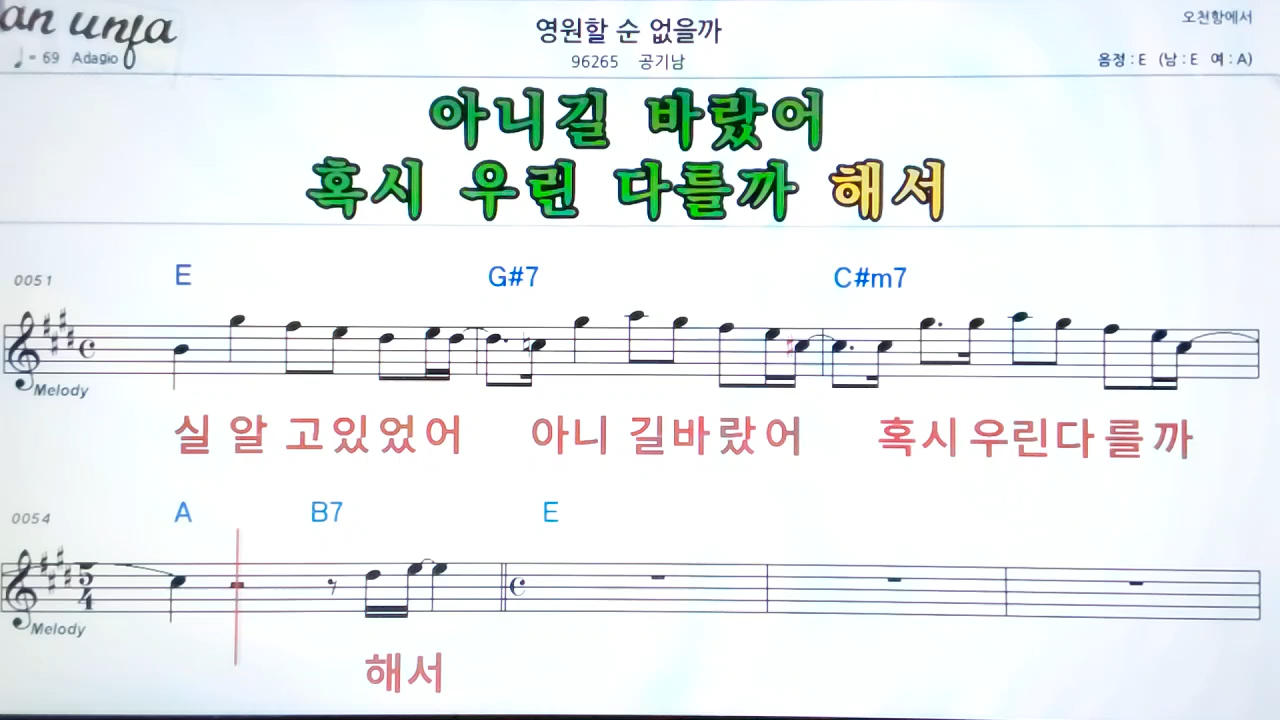 an unfa
♩= 69 Adagio
영원할 순 없을까
96265 공기남
오천항에서
음정 : E (남 : E 여 : A)
아니길 바랐어
혹시 우린 다를까 해서
0051
E G#7 C#m7
Melody
실 알 고있었어 아니 길바랐어 혹시우린다를까
0054
A B7 E
5
4
Melody
해서